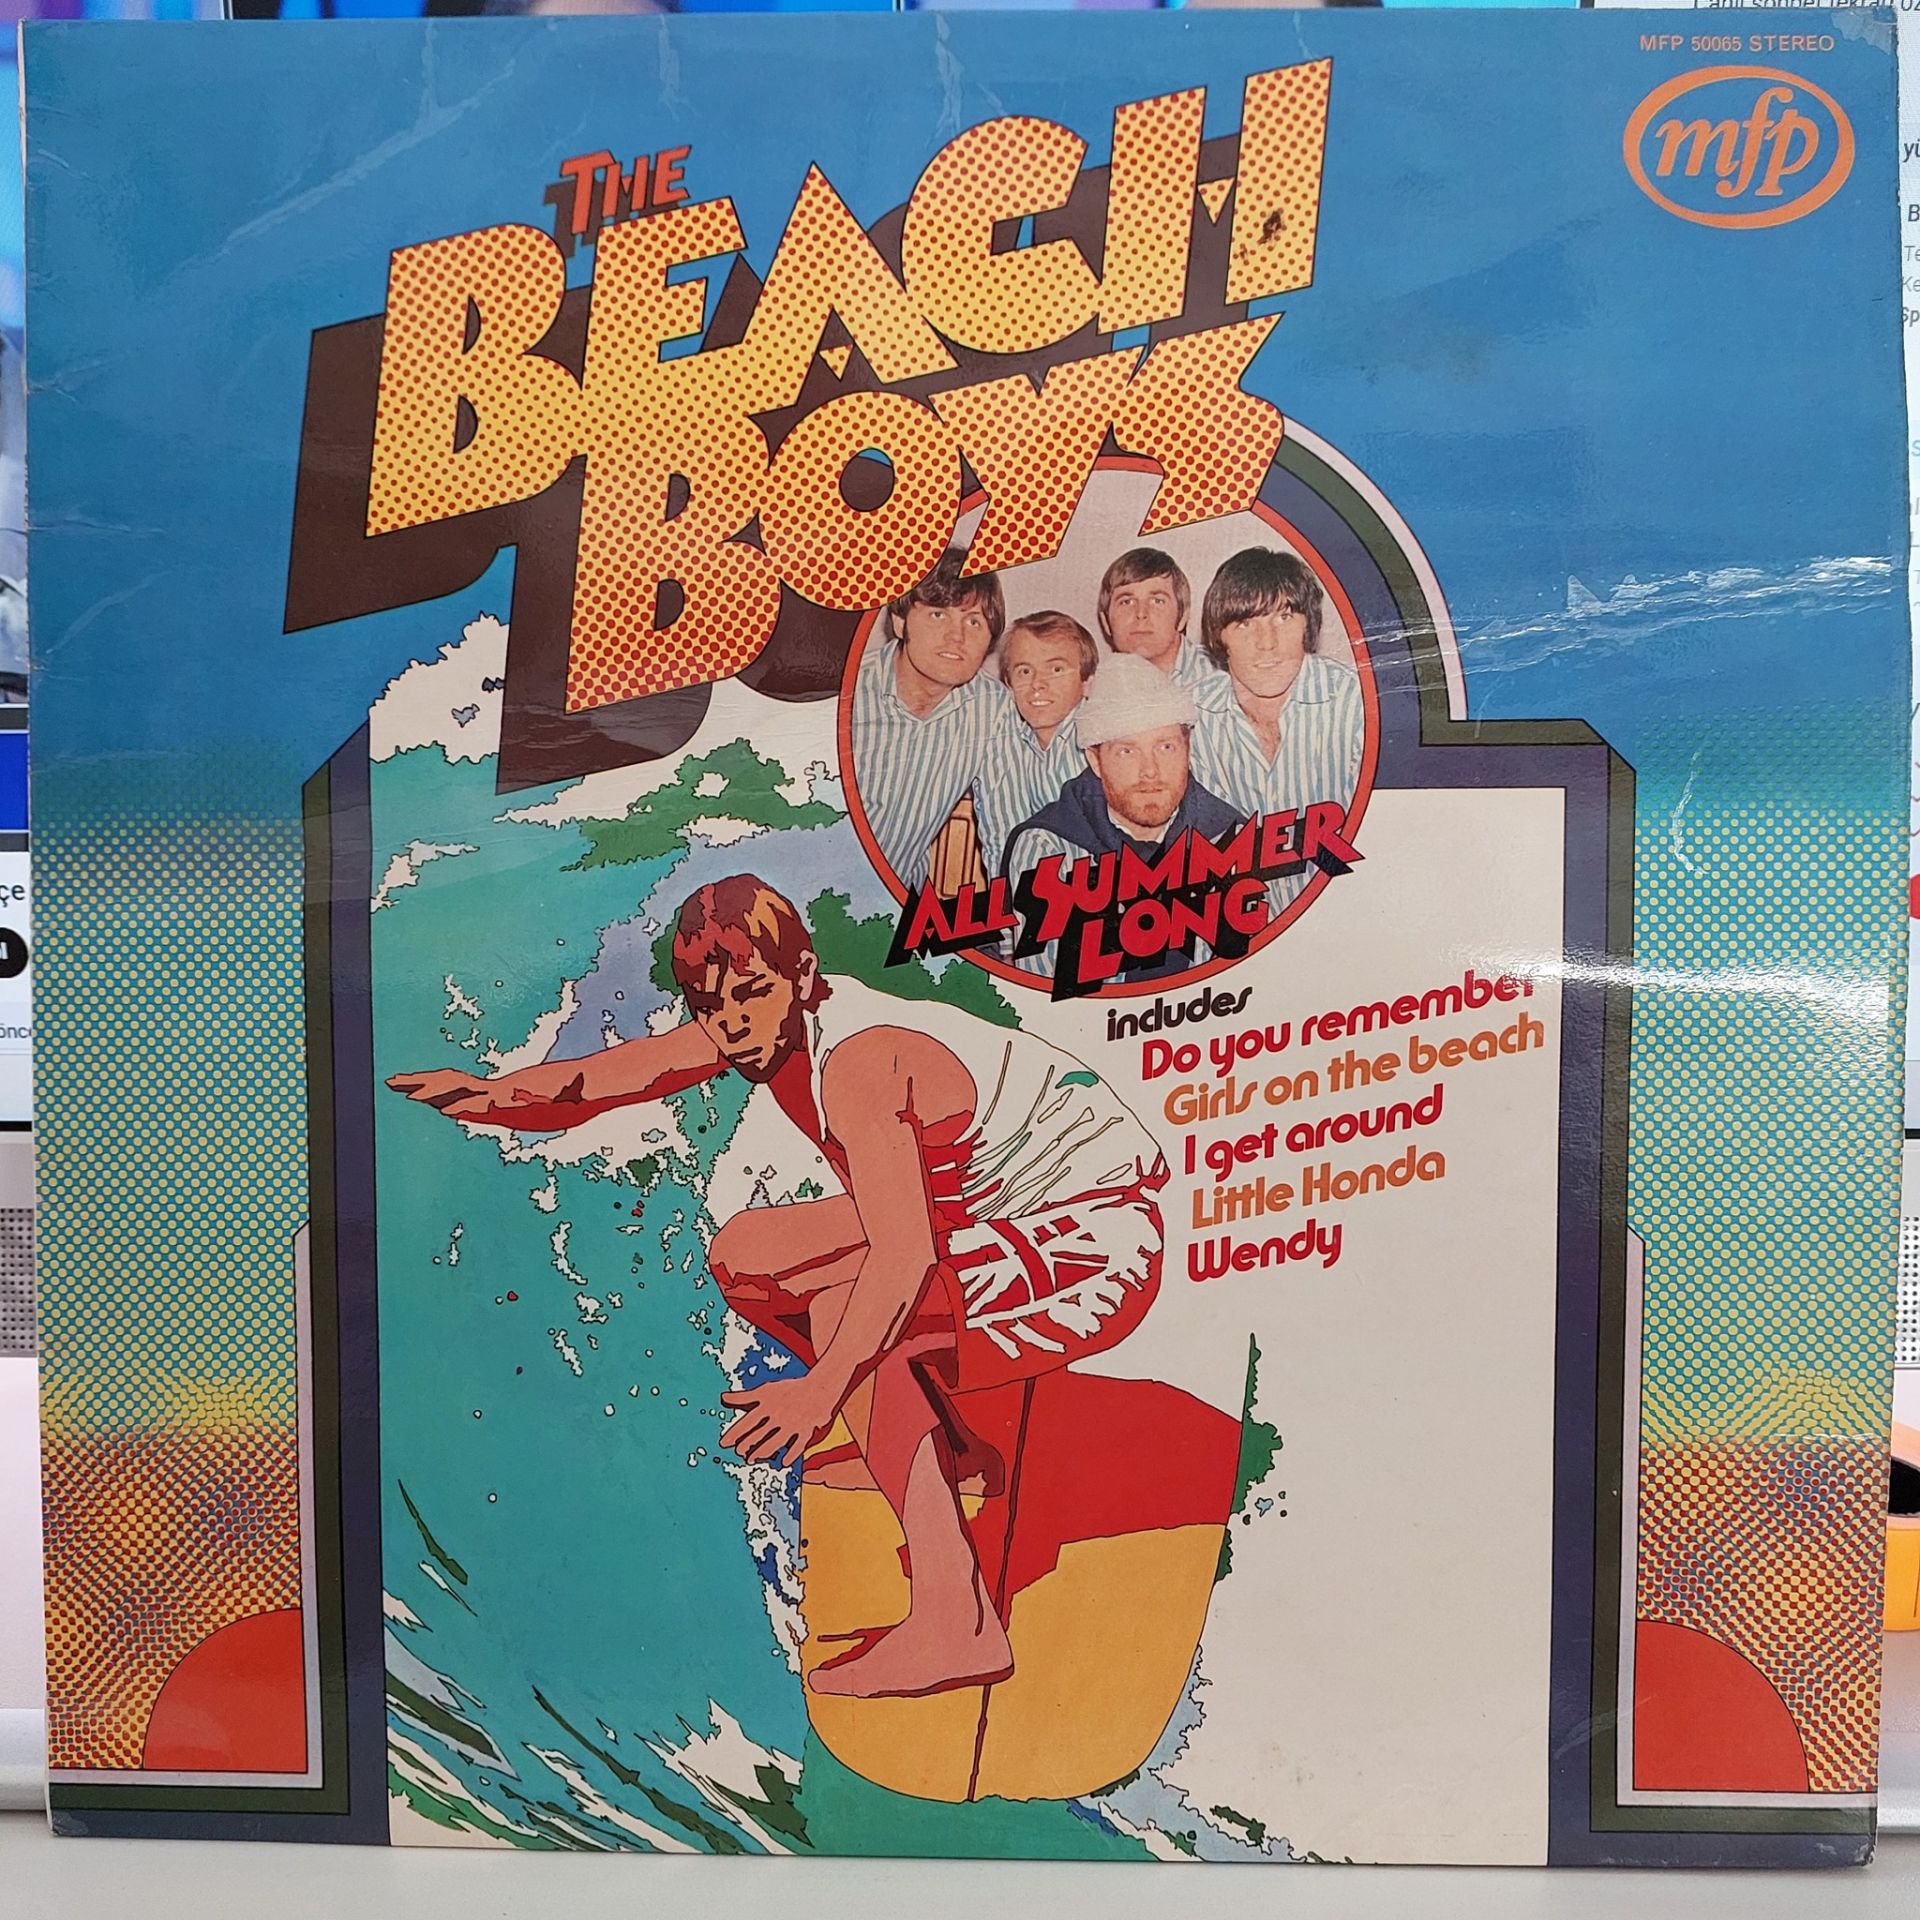 MFP 50065 STEREO
mfp
THE
BEACH
BOYS
ALL SUMMER
LONG
includes
Do you remember
Girls on the beach
I get around
Little Honda
Wendy